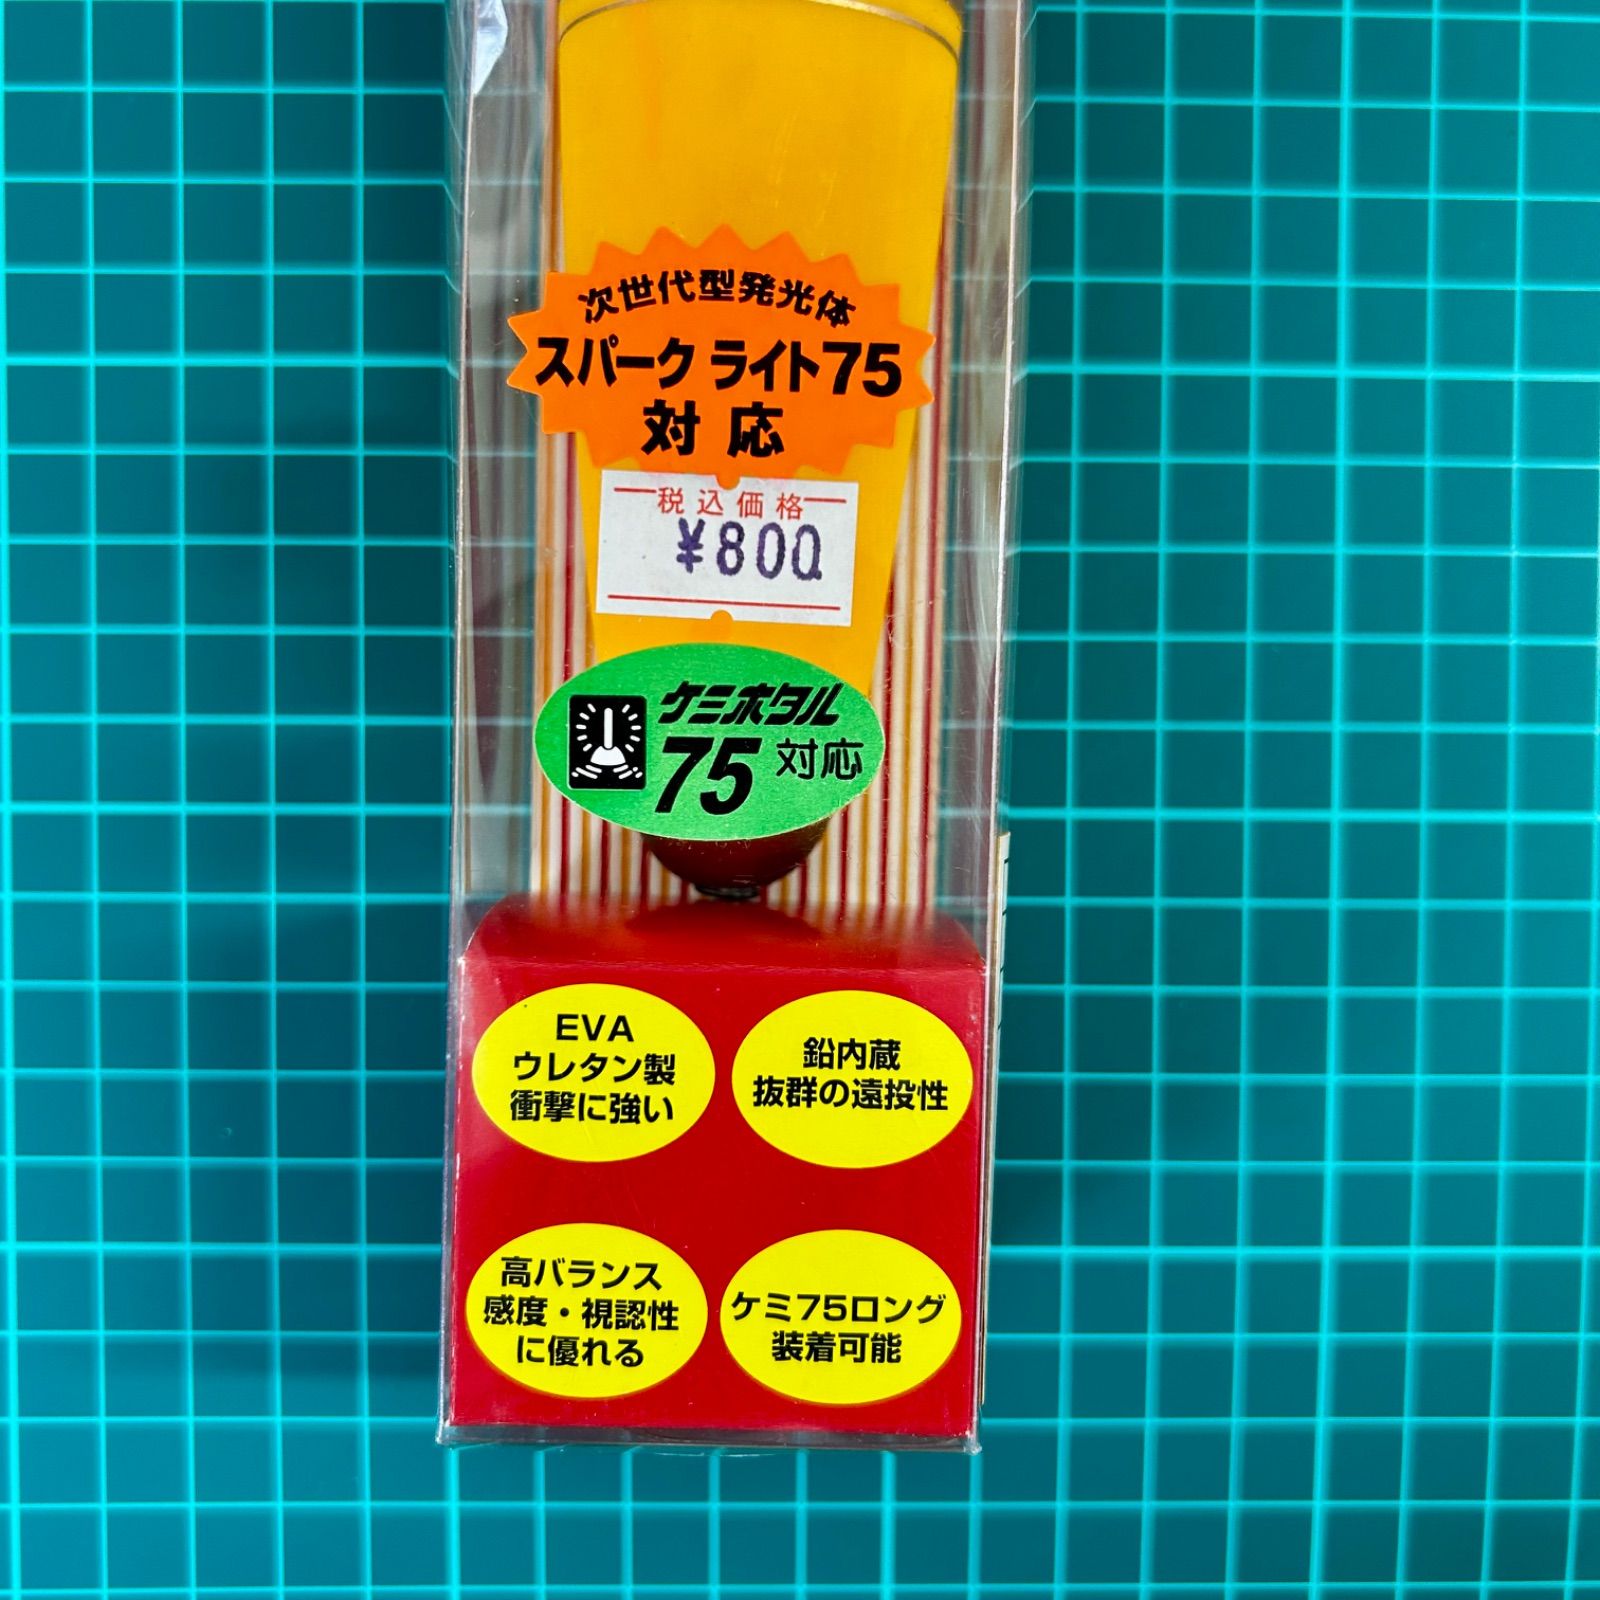 次世代型発光体
スパーク ライト75
対応
税込価格
¥800
ケミホタル
75 対応
EVA
ウレタン製
衝撃に強い
鉛内蔵
抜群の遠投性
高バランス
感度・視認性
に優れる
ケミ75ロング
装着可能